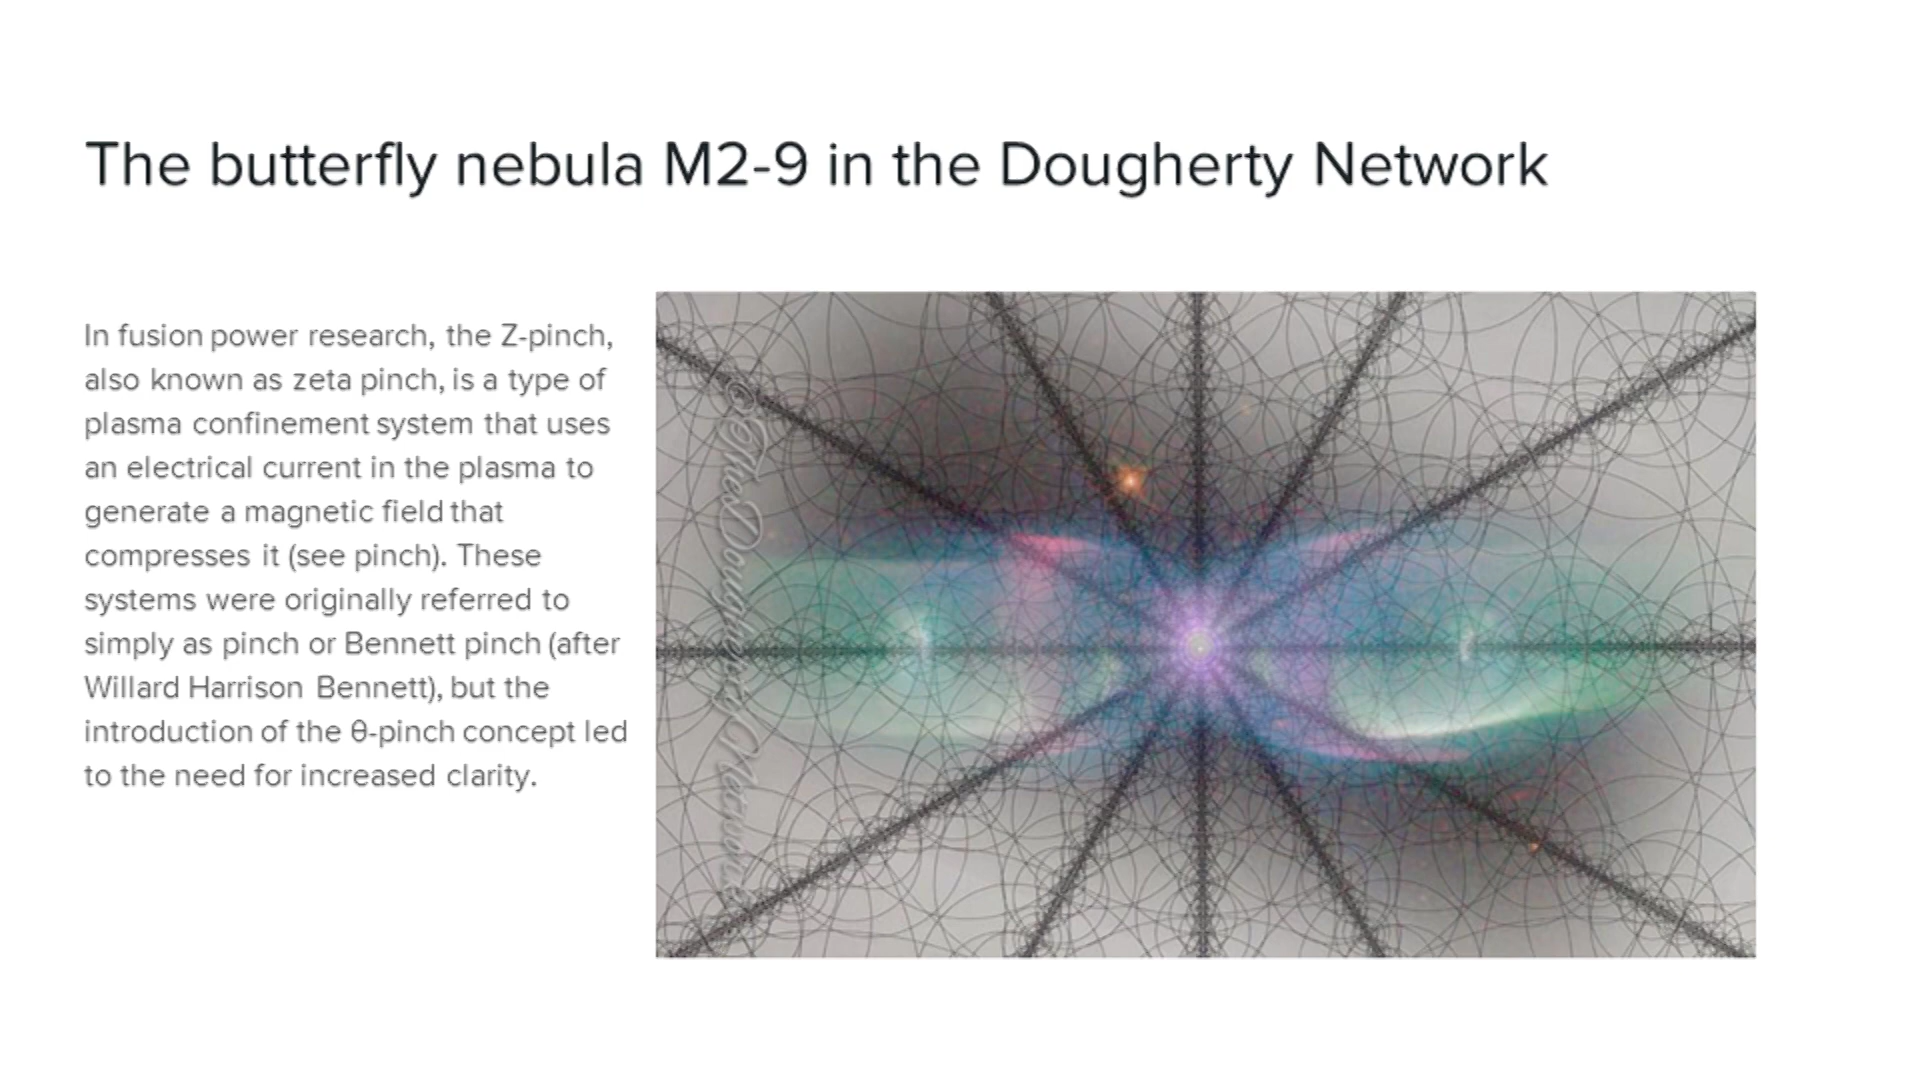 The butterfly nebula M2-9 in the Dougherty Network
In fusion power research, the Z-pinch,
also known as zeta pinch, is a type of
plasma confinement system that uses
an electrical current in the plasma to
generate a magnetic field that
compresses it (see pinch). These
systems were originally referred to
simply as pinch or Bennett pinch (after
Willard Harrison Bennett), but the
introduction of the θ-pinch concept led
to the need for increased clarity.
©TheDoughertyNetwork